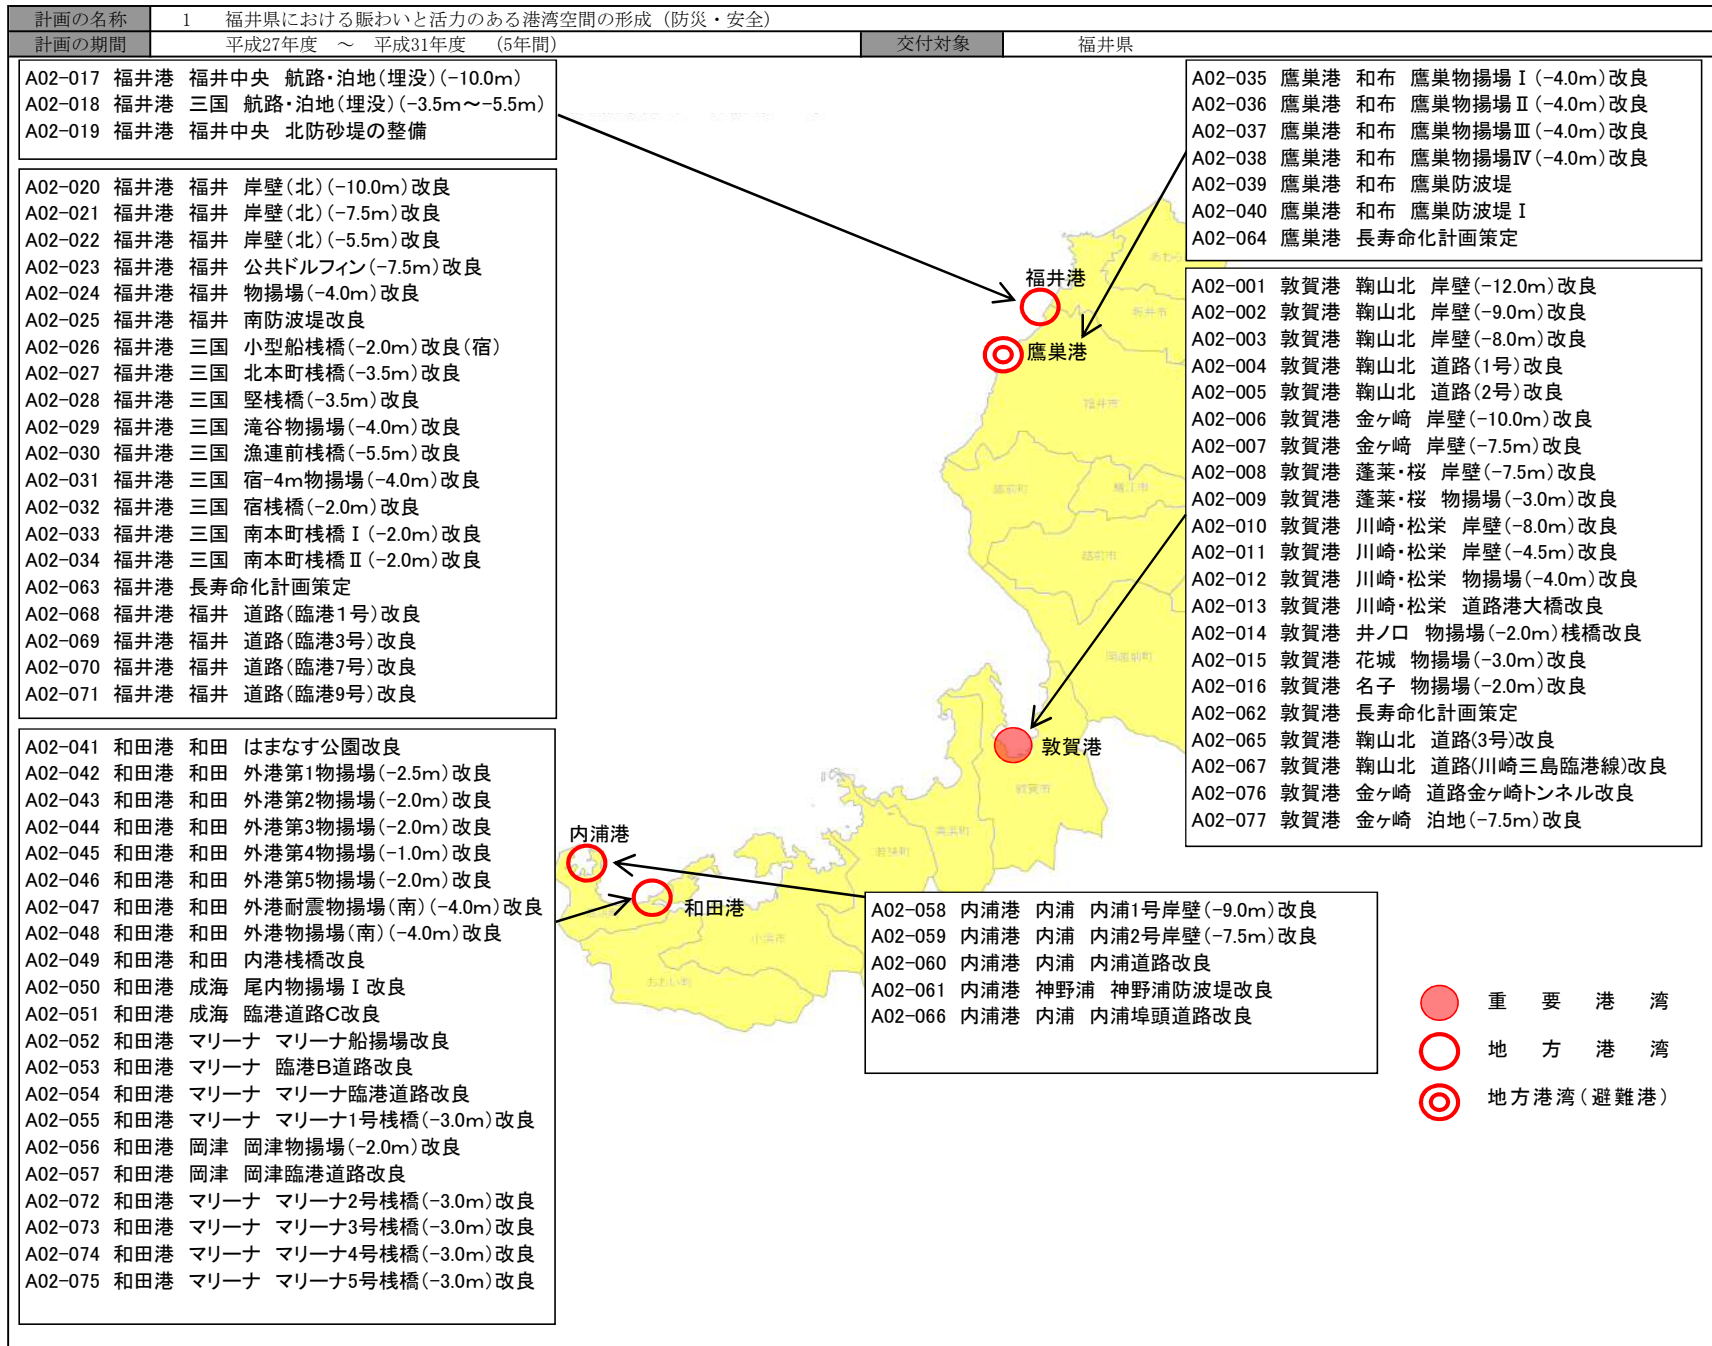 計画の名称 1 福井県における賑わいと活力のある港湾空間の形成（防災・安全）
計画の期間 平成27年度 ～ 平成31年度 （5年間） 交付対象 福井県
A02-017 福井港 福井中央 航路・泊地(埋没)(-10.0m)
A02-018 福井港 三国 航路・泊地(埋没)(-3.5m～-5.5m)
A02-019 福井港 福井中央 北防砂堤の整備
A02-020 福井港 福井 岸壁(北)(-10.0m)改良
A02-021 福井港 福井 岸壁(北)(-7.5m)改良
A02-022 福井港 福井 岸壁(北)(-5.5m)改良
A02-023 福井港 福井 公共ドルフィン(-7.5m)改良
A02-024 福井港 福井 物揚場(-4.0m)改良
A02-025 福井港 福井 南防波堤改良
A02-026 福井港 三国 小型船桟橋(-2.0m)改良(宿)
A02-027 福井港 三国 北本町桟橋(-3.5m)改良
A02-028 福井港 三国 堅桟橋(-3.5m)改良
A02-029 福井港 三国 滝谷物揚場(-4.0m)改良
A02-030 福井港 三国 漁連前桟橋(-5.5m)改良
A02-031 福井港 三国 宿-4m物揚場(-4.0m)改良
A02-032 福井港 三国 宿桟橋(-2.0m)改良
A02-033 福井港 三国 南本町桟橋Ⅰ(-2.0m)改良
A02-034 福井港 三国 南本町桟橋Ⅱ(-2.0m)改良
A02-063 福井港 長寿命化計画策定
A02-068 福井港 福井 道路(臨港1号)改良
A02-069 福井港 福井 道路(臨港3号)改良
A02-070 福井港 福井 道路(臨港7号)改良
A02-071 福井港 福井 道路(臨港9号)改良
A02-041 和田港 和田 はまなす公園改良
A02-042 和田港 和田 外港第1物揚場(-2.5m)改良
A02-043 和田港 和田 外港第2物揚場(-2.0m)改良
A02-044 和田港 和田 外港第3物揚場(-2.0m)改良
A02-045 和田港 和田 外港第4物揚場(-1.0m)改良
A02-046 和田港 和田 外港第5物揚場(-2.0m)改良
A02-047 和田港 和田 外港耐震物揚場(南)(-4.0m)改良
A02-048 和田港 和田 外港物揚場(南)(-4.0m)改良
A02-049 和田港 和田 内港桟橋改良
A02-050 和田港 成海 尾内物揚場Ⅰ改良
A02-051 和田港 成海 臨港道路C改良
A02-052 和田港 マリーナ マリーナ船揚場改良
A02-053 和田港 マリーナ 臨港B道路改良
A02-054 和田港 マリーナ マリーナ臨港道路改良
A02-055 和田港 マリーナ マリーナ1号桟橋(-3.0m)改良
A02-056 和田港 岡津 岡津物揚場(-2.0m)改良
A02-057 和田港 岡津 岡津臨港道路改良
A02-072 和田港 マリーナ マリーナ2号桟橋(-3.0m)改良
A02-073 和田港 マリーナ マリーナ3号桟橋(-3.0m)改良
A02-074 和田港 マリーナ マリーナ4号桟橋(-3.0m)改良
A02-075 和田港 マリーナ マリーナ5号桟橋(-3.0m)改良
A02-035 鷹巣港 和布 鷹巣物揚場Ⅰ(-4.0m)改良
A02-036 鷹巣港 和布 鷹巣物揚場Ⅱ(-4.0m)改良
A02-037 鷹巣港 和布 鷹巣物揚場Ⅲ(-4.0m)改良
A02-038 鷹巣港 和布 鷹巣物揚場Ⅳ(-4.0m)改良
A02-039 鷹巣港 和布 鷹巣防波堤
A02-040 鷹巣港 和布 鷹巣防波堤Ⅰ
A02-064 鷹巣港 長寿命化計画策定
A02-001 敦賀港 鞠山北 岸壁(-12.0m)改良
A02-002 敦賀港 鞠山北 岸壁(-9.0m)改良
A02-003 敦賀港 鞠山北 岸壁(-8.0m)改良
A02-004 敦賀港 鞠山北 道路(1号)改良
A02-005 敦賀港 鞠山北 道路(2号)改良
A02-006 敦賀港 金ヶ﨑 岸壁(-10.0m)改良
A02-007 敦賀港 金ヶ﨑 岸壁(-7.5m)改良
A02-008 敦賀港 蓬莱・桜 岸壁(-7.5m)改良
A02-009 敦賀港 蓬莱・桜 物揚場(-3.0m)改良
A02-010 敦賀港 川崎・松栄 岸壁(-8.0m)改良
A02-011 敦賀港 川崎・松栄 岸壁(-4.5m)改良
A02-012 敦賀港 川崎・松栄 物揚場(-4.0m)改良
A02-013 敦賀港 川崎・松栄 道路港大橋改良
A02-014 敦賀港 井ノ口 物揚場(-2.0m)桟橋改良
A02-015 敦賀港 花城 物揚場(-3.0m)改良
A02-016 敦賀港 名子 物揚場(-2.0m)改良
A02-062 敦賀港 長寿命化計画策定
A02-065 敦賀港 鞠山北 道路(3号)改良
A02-067 敦賀港 鞠山北 道路(川崎三島臨港線)改良
A02-076 敦賀港 金ヶ崎 道路金ヶ崎トンネル改良
A02-077 敦賀港 金ヶ崎 泊地(-7.5m)改良
A02-058 内浦港 内浦 内浦1号岸壁(-9.0m)改良
A02-059 内浦港 内浦 内浦2号岸壁(-7.5m)改良
A02-060 内浦港 内浦 内浦道路改良
A02-061 内浦港 神野浦 神野浦防波堤改良
A02-066 内浦港 内浦 内浦埠頭道路改良
福井港
鷹巣港
敦賀港
内浦港
和田港
坂井市
福井市
越前町
鯖江市
越前市
南越前町
敦賀市
美浜町
若狭町
小浜市
おおい町
重要港湾
地方港湾
地方港湾(避難港)